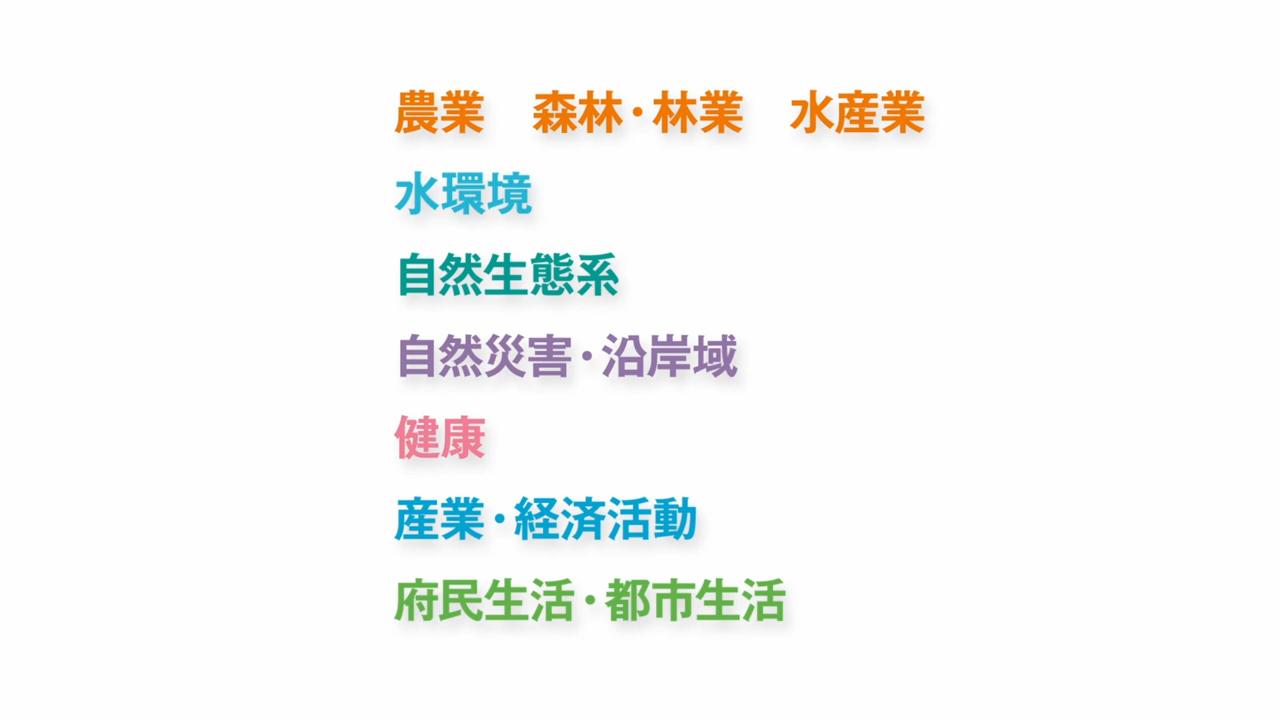 農業　森林・林業　水産業
水環境
自然生態系
自然災害・沿岸域
健康
産業・経済活動
府民生活・都市生活